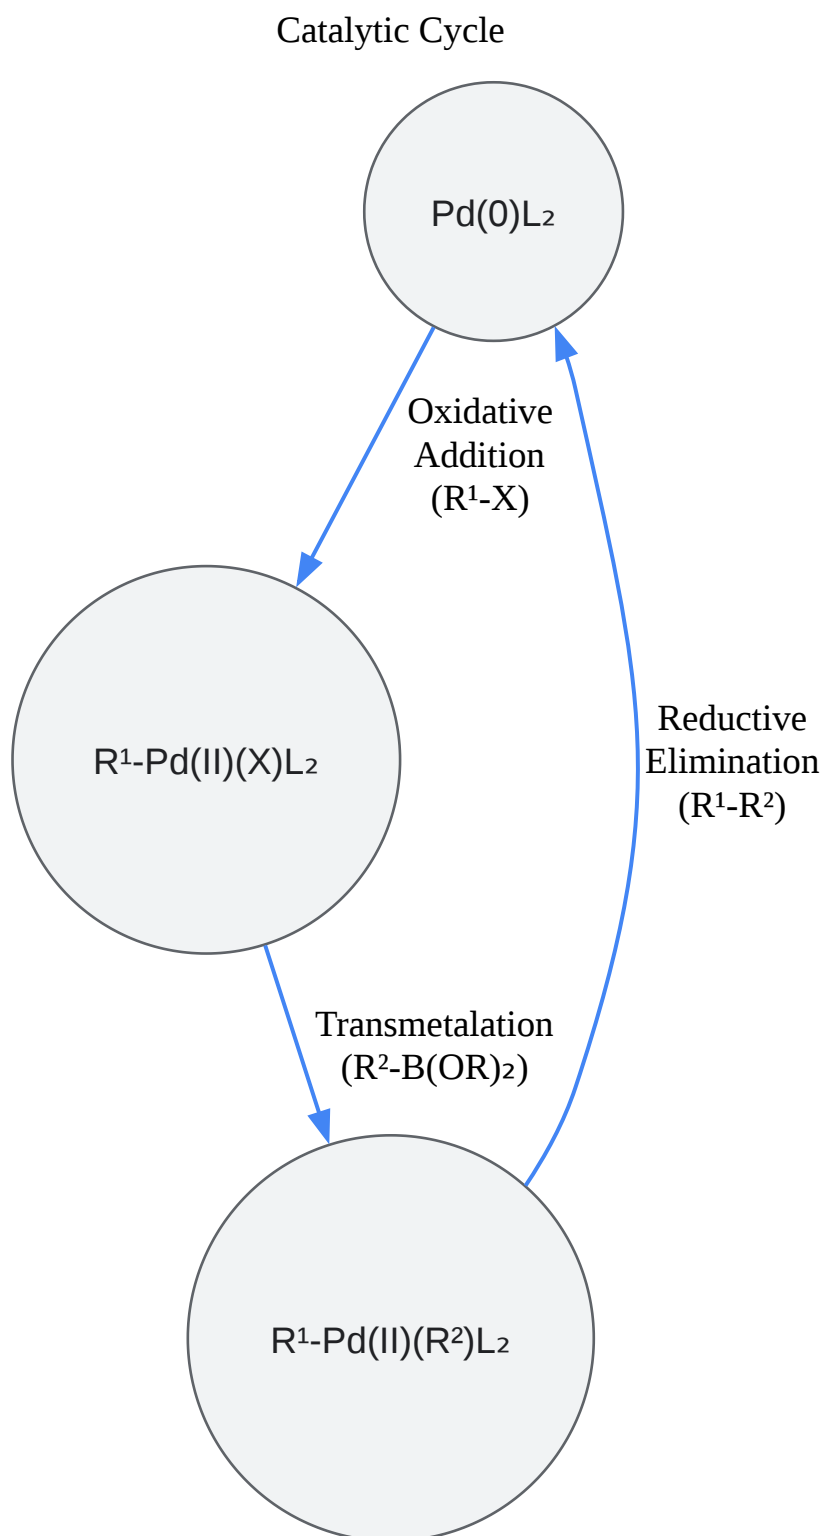 Catalytic Cycle
Pd(0)L₂
Oxidative
Addition
(R¹-X)
R¹-Pd(II)(X)L₂
Reductive
Elimination
(R¹-R²)
Transmetalation
(R²-B(OR)₂)
R¹-Pd(II)(R²)L₂